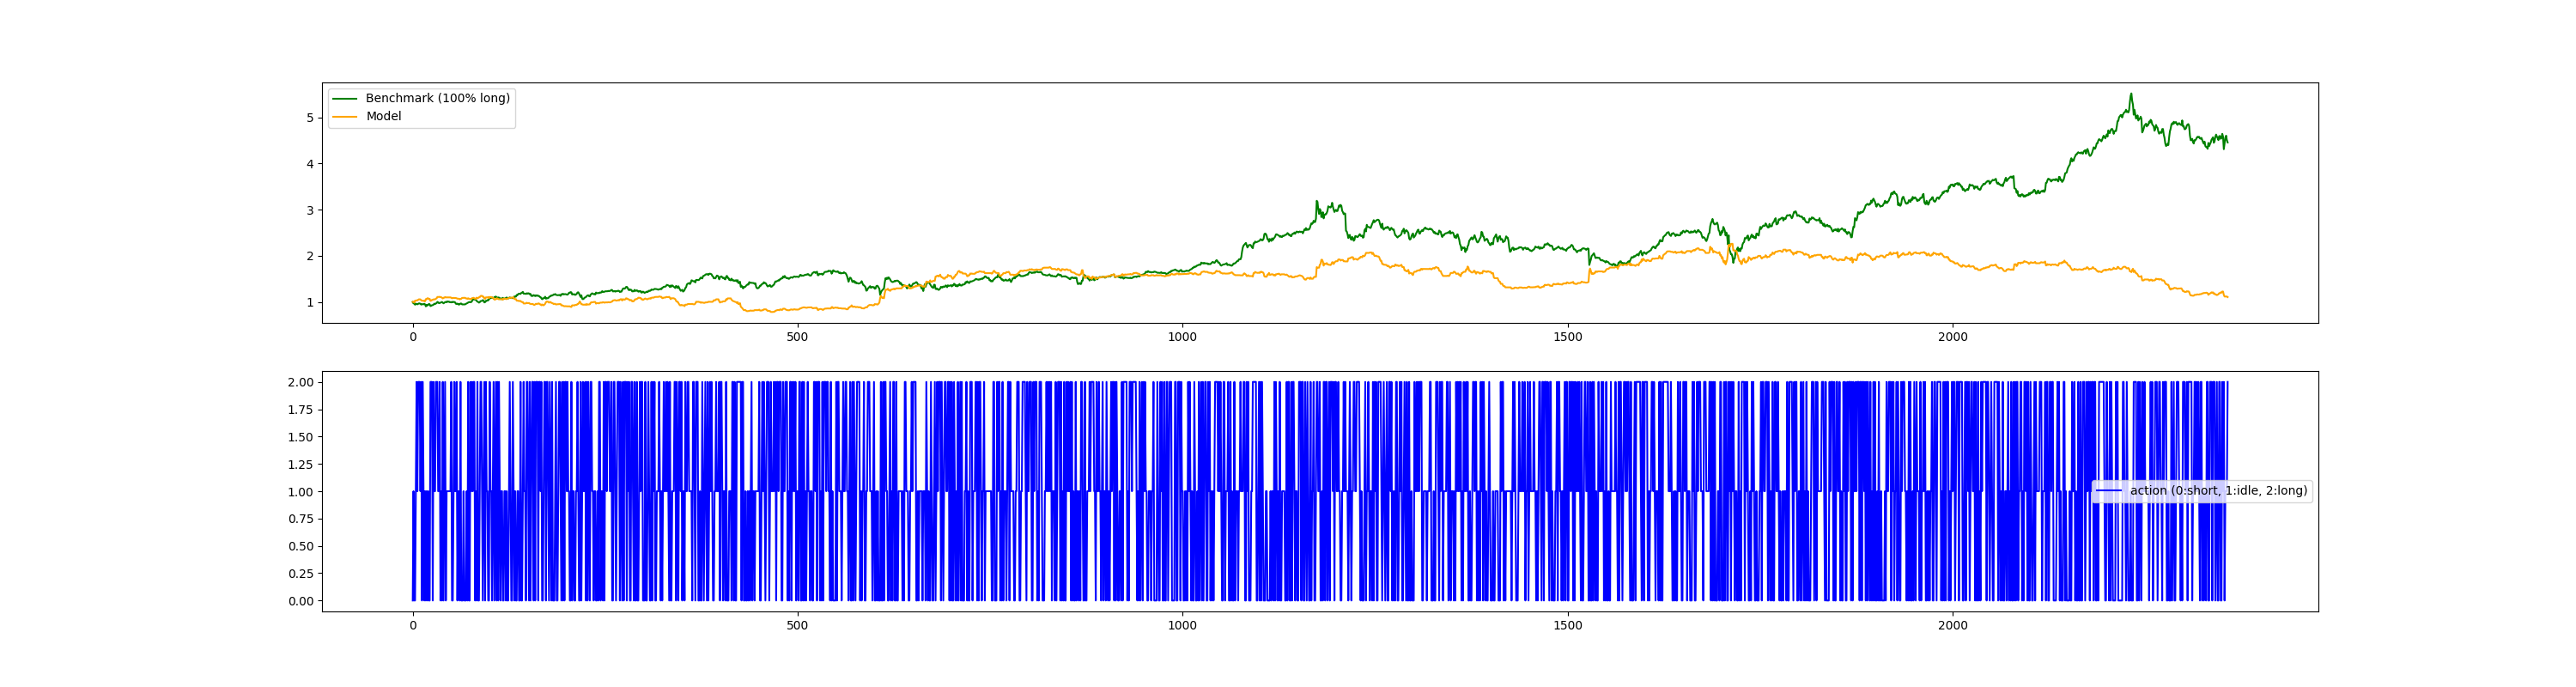 Benchmark (100% long)
Model
5
4
3
2
1
0 500 1000 1500 2000
2.00
1.75
1.50
1.25
1.00
0.75
0.50
0.25
0.00
action (0:short, 1:idle, 2:long)
0 500 1000 1500 2000